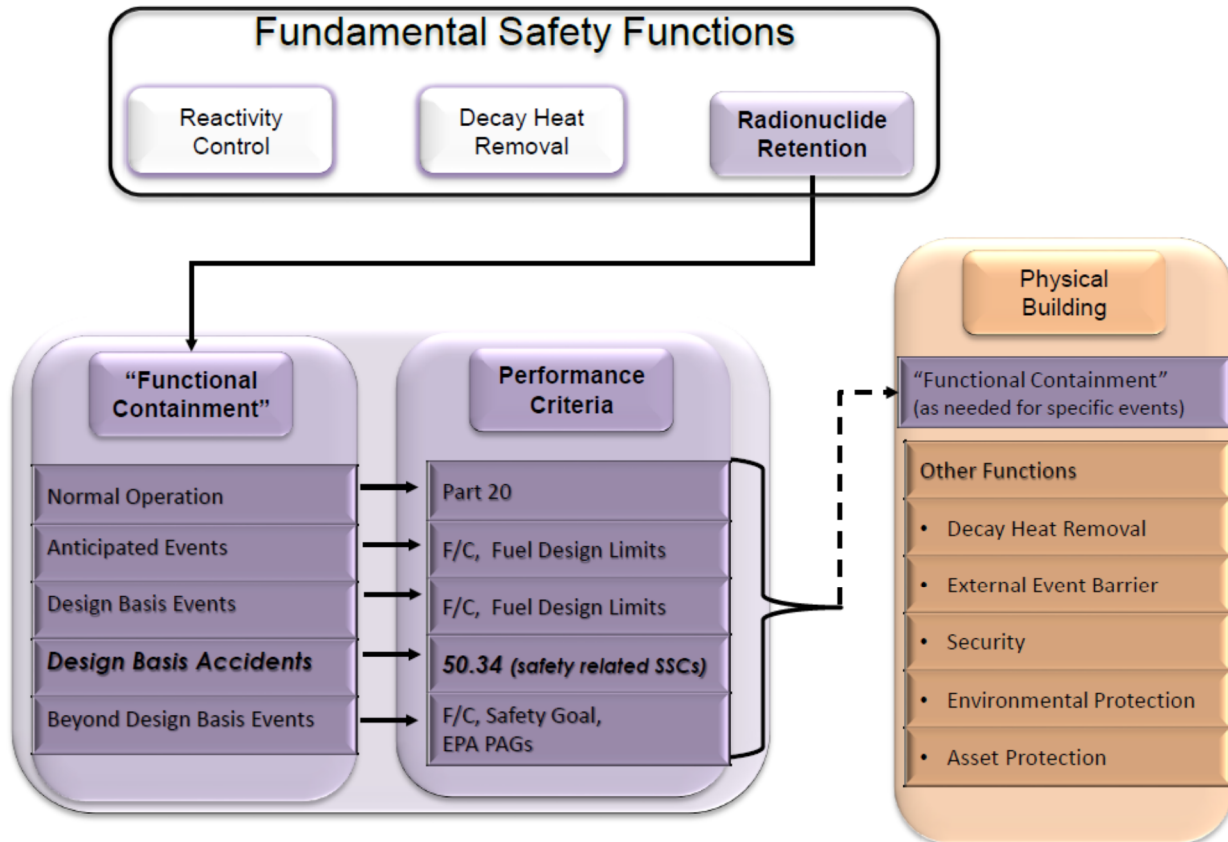 Fundamental Safety Functions
Reactivity
Control
Decay Heat
Removal
Radionuclide
Retention
“Functional
Containment”
Normal Operation
Anticipated Events
Design Basis Events
Design Basis Accidents
Beyond Design Basis Events
Performance
Criteria
Part 20
F/C, Fuel Design Limits
F/C, Fuel Design Limits
50.34 (safety related SSCs)
F/C, Safety Goal,
EPA PAGs
Physical
Building
“Functional Containment”
(as needed for specific events)
Other Functions
• Decay Heat Removal
• External Event Barrier
• Security
• Environmental Protection
• Asset Protection